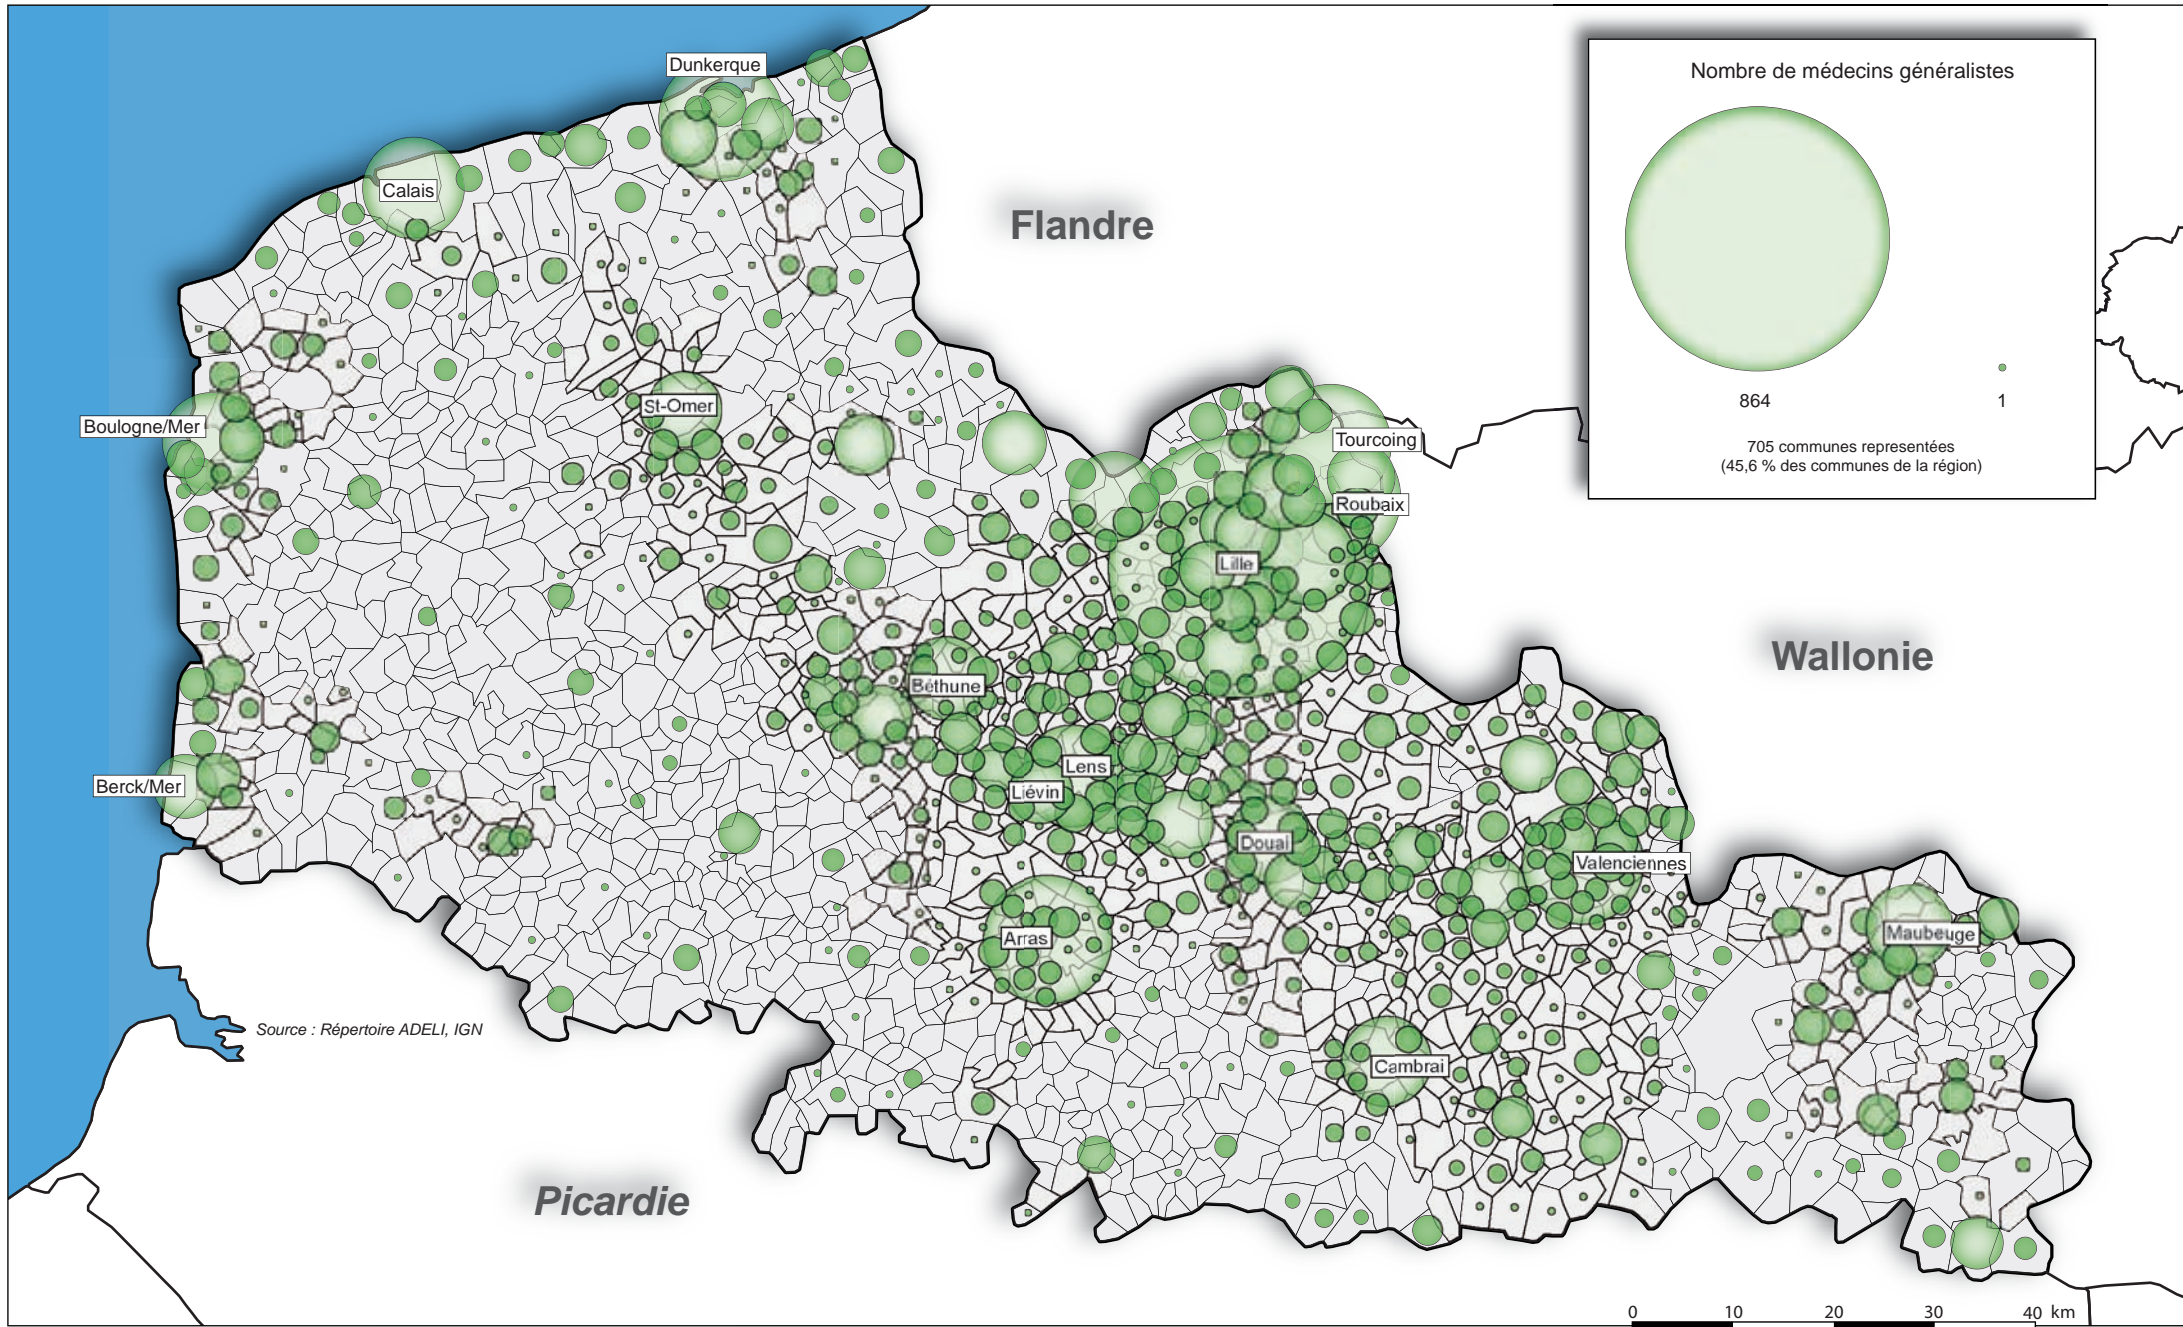 Dunkerque
Nombre de médecins généralistes
Calais
Flandre
864
1
705 communes representées
(45,6 % des communes de la région)
St-Omer
Boulogne/Mer
Tourcoing
Roubaix
Lille
Wallonie
Béthune
Lens
Berck/Mer
Liévin
Douai
Valenciennes
Arras
Maubeuge
Source : Répertoire ADELI, IGN
Cambrai
Picardie
0 10 20 30 40 km